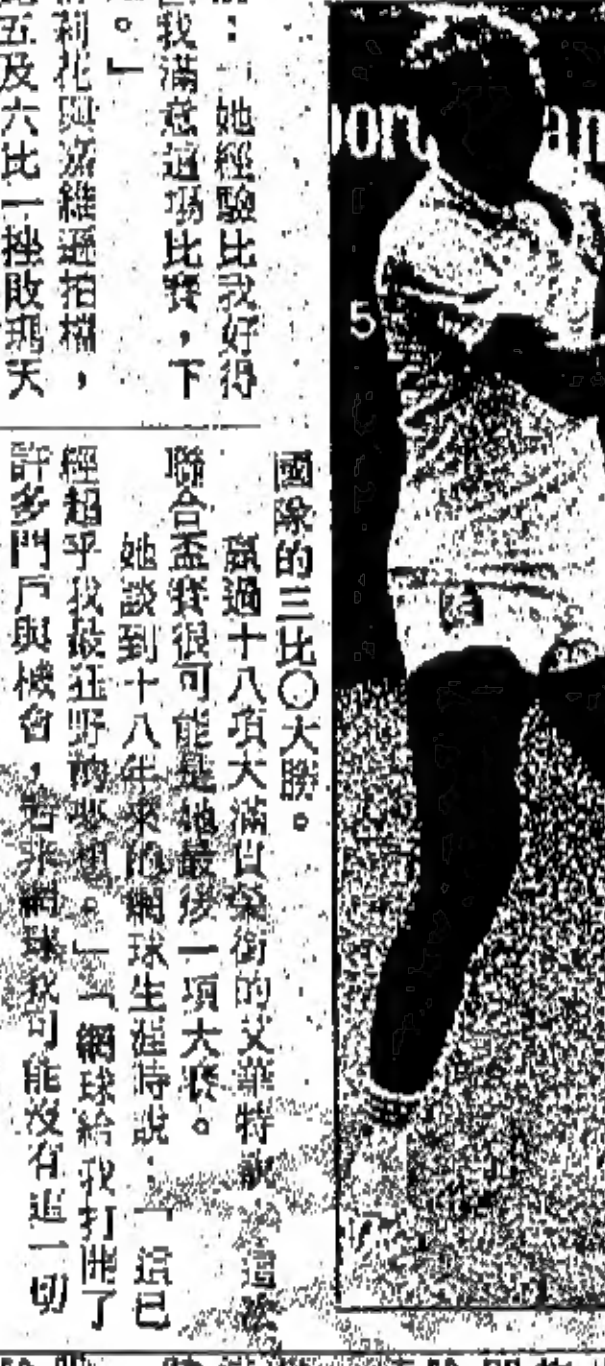 她經驗比我好得
我滿意這場比賽，下
。」
莉花與嘉維遜拍檔，
五及六比一挫敗瑪天
國際的三比〇大勝。
贏過十八項大滿貫榮銜的艾華特說，這次
聯合盃賽很可能是她最後一項大賽。
她談到十八年來的網球生涯時說：「這已
經超乎我最狂野的夢想。」「網球給我打開了
許多門戶與機會，若非網球我可能沒有這一切
5